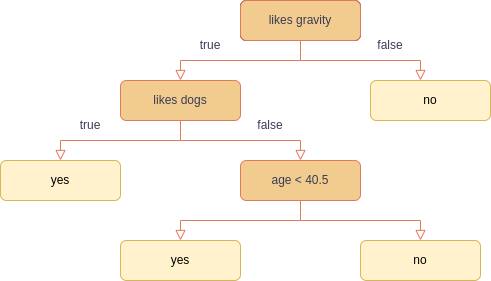 likes gravity
true
false
likes dogs
no
true
false
yes
age < 40.5
yes
no